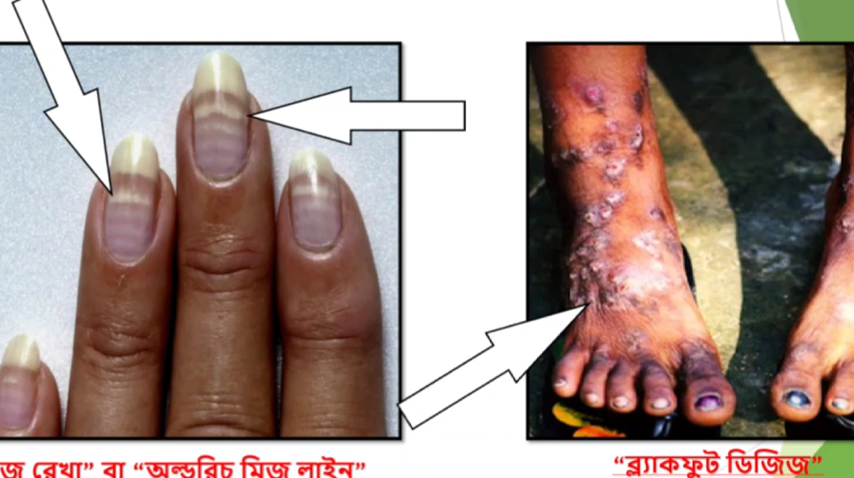 রেখা” বা “অল্ডরিচ মিজ লাইন”
“ব্ল্যাকফুট ডিজিজ”